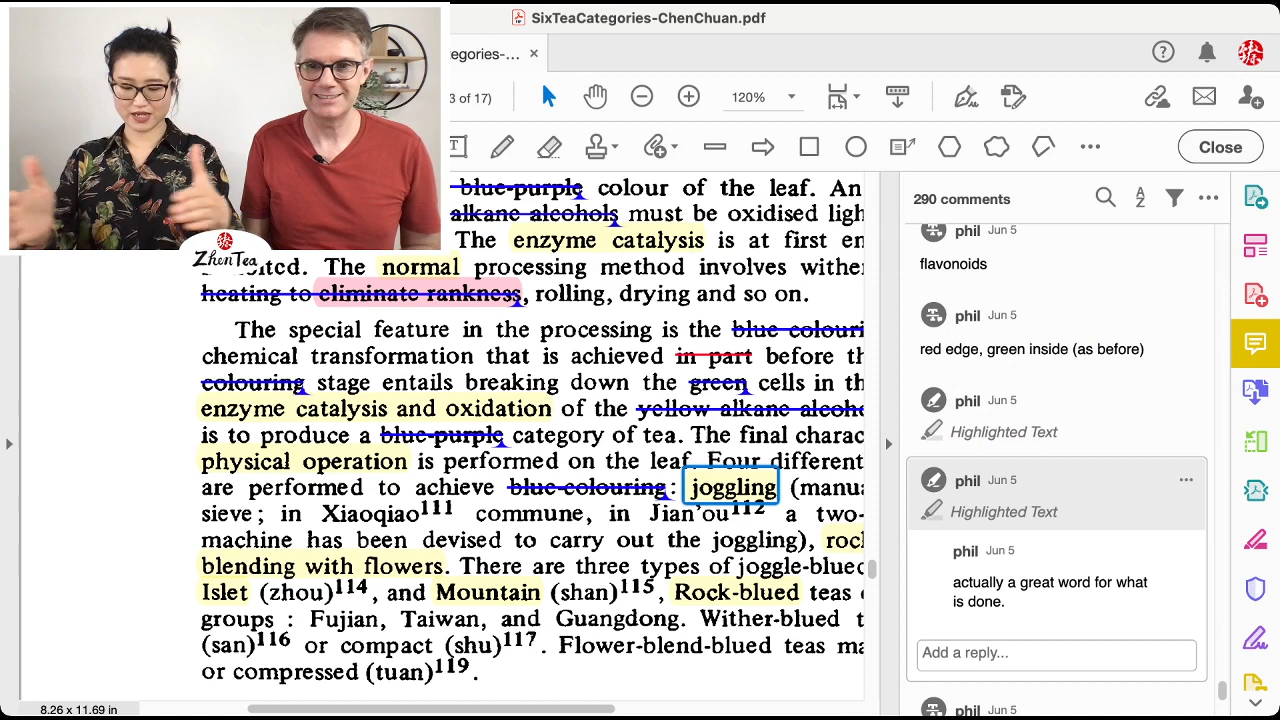 SixTeaCategories-ChenChuan.pdf
egories-...
3 of 17)
120%
Close
blue-purple colour of the leaf. An
alkane alcohols must be oxidised ligh
The enzyme catalysis is at first en
The normal processing method involves wither
heating to eliminate rankness, rolling, drying and so on.
The special feature in the processing is the blue colouri
chemical transformation that is achieved in part before th
colouring stage entails breaking down the green cells in th
enzyme catalysis and oxidation of the yellow alkane alcoho
is to produce a blue-purple category of tea. The final charac
physical operation is performed on the leaf. Four different
are performed to achieve blue-colouring: joggling (manua
sieve; in Xiaoqiao111 commune, in Jian'ou112 a two-
machine has been devised to carry out the joggling), roc
blending with flowers. There are three types of joggle-blued
Islet (zhou)114, and Mountain (shan)115, Rock-blued teas
groups : Fujian, Taiwan, and Guangdong. Wither-blued t
(san)116 or compact (shu)117. Flower-blend-blued teas ma
or compressed (tuan)119.
8.26 x 11.69 in
ZhenTea
290 comments
phil Jun 5
flavonoids
phil Jun 5
red edge, green inside (as before)
phil Jun 5
Highlighted Text
phil Jun 5
Highlighted Text
phil Jun 5
actually a great word for what
is done.
Add a reply...
phil Jun 5